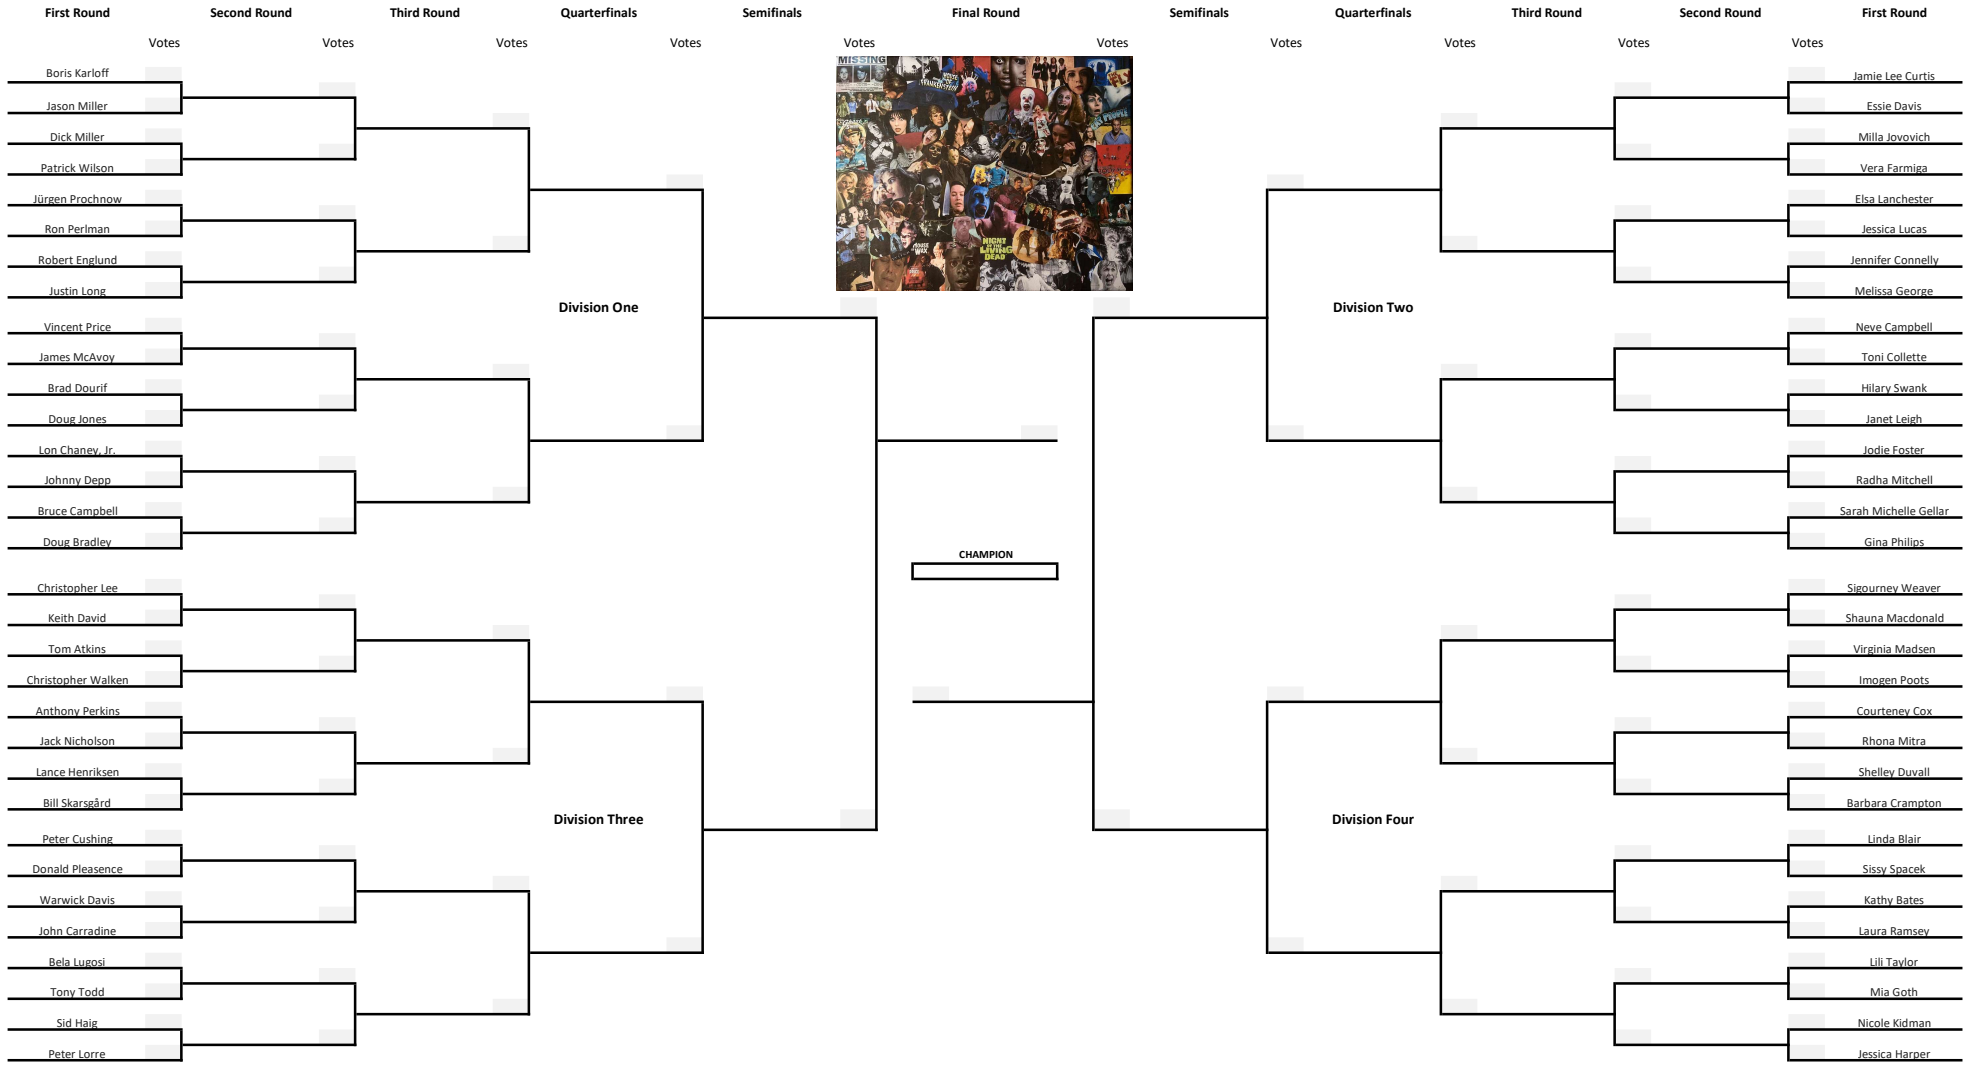 First Round
Second Round
Third Round
Quarterfinals
Semifinals
Final Round
Semifinals
Quarterfinals
Third Round
Second Round
First Round
Votes
Votes
Votes
Votes
Votes
Votes
Votes
Votes
Votes
Votes
Boris Karloff
Jason Miller
Dick Miller
Patrick Wilson
Jürgen Prochnow
Ron Perlman
Robert Englund
Justin Long
Division One
Vincent Price
James McAvoy
Brad Dourif
Doug Jones
Lon Chaney, Jr.
Johnny Depp
Bruce Campbell
Doug Bradley
Christopher Lee
Keith David
Tom Atkins
Christopher Walken
Anthony Perkins
Jack Nicholson
Lance Henriksen
Bill Skarsgård
Division Three
Peter Cushing
Donald Pleasence
Warwick Davis
John Carradine
Bela Lugosi
Tony Todd
Sid Haig
Peter Lorre
MISSING
HOUSE OF FRANKENSTEIN
CAT PEOPLE
HOUSE OF WAX
NIGHT OF THE LIVING DEAD
CHAMPION
Jamie Lee Curtis
Essie Davis
Milla Jovovich
Vera Farmiga
Elsa Lanchester
Jessica Lucas
Jennifer Connelly
Melissa George
Division Two
Neve Campbell
Toni Collette
Hilary Swank
Janet Leigh
Jodie Foster
Radha Mitchell
Sarah Michelle Gellar
Gina Philips
Sigourney Weaver
Shauna Macdonald
Virginia Madsen
Imogen Poots
Courteney Cox
Rhona Mitra
Shelley Duvall
Barbara Crampton
Division Four
Linda Blair
Sissy Spacek
Kathy Bates
Laura Ramsey
Lili Taylor
Mia Goth
Nicole Kidman
Jessica Harper